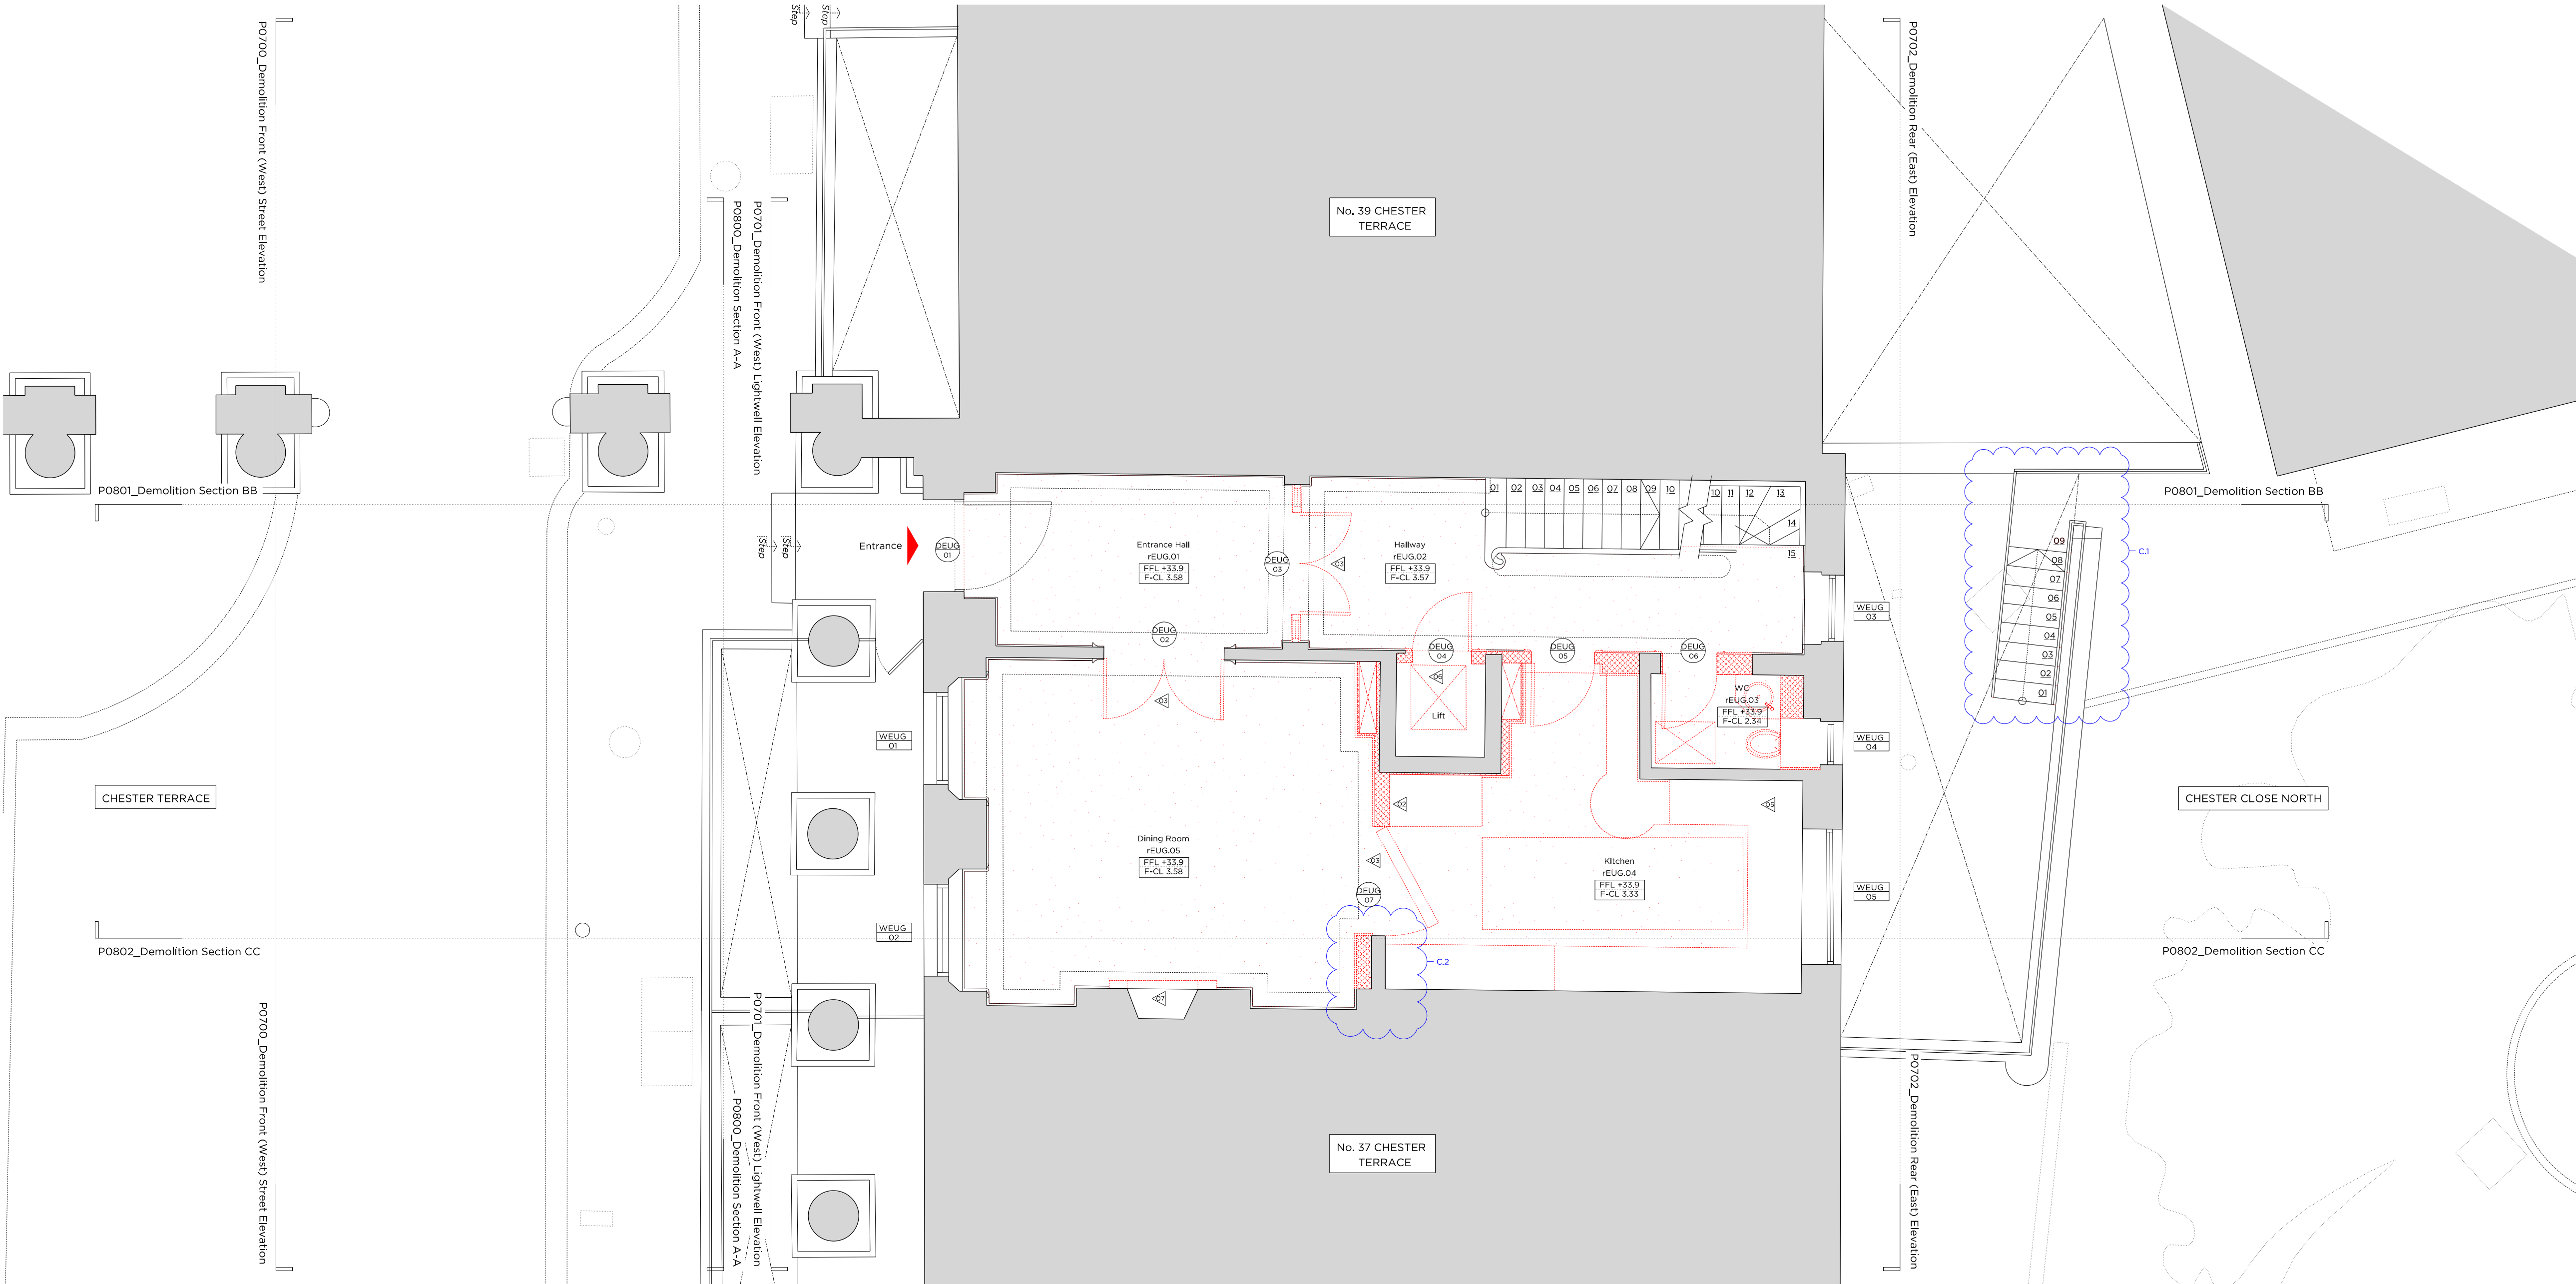 Step
Step
P0700_Demolition Front (West) Street Elevation
P0702_Demolition Rear (East) Elevation
P0800_Demolition Section A-A
P0701_Demolition Front (West) Lightwell Elevation
No. 39 CHESTER
TERRACE
P0801_Demolition Section BB
P0801_Demolition Section BB
01
02
03
04
05
06
07
08
09
10
10
11
12
13
14
15
Step
Step
Entrance
DEUG
01
Entrance Hall
rEUG.01
FFL +33.9
F-CL 3.58
DEUG
03
03
Hallway
rEUG.02
FFL +33.9
F-CL 3.57
09
08
07
06
05
04
03
02
01
C.1
WEUG
03
DEUG
02
DEUG
04
DEUG
05
DEUG
06
03
06
Lift
WC
rEUG.03
FFL +33.9
F-CL 2.34
WEUG
01
WEUG
04
CHESTER TERRACE
CHESTER CLOSE NORTH
02
05
Dining Room
rEUG.05
FFL +33.9
F-CL 3.58
03
Kitchen
rEUG.04
FFL +33.9
F-CL 3.33
DEUG
07
WEUG
05
WEUG
02
P0802_Demolition Section CC
C.2
P0802_Demolition Section CC
07
P0700_Demolition Front (West) Street Elevation
P0800_Demolition Section A-A
P0701_Demolition Front (West) Lightwell Elevation
No. 37 CHESTER
TERRACE
P0702_Demolition Rear (East) Elevation